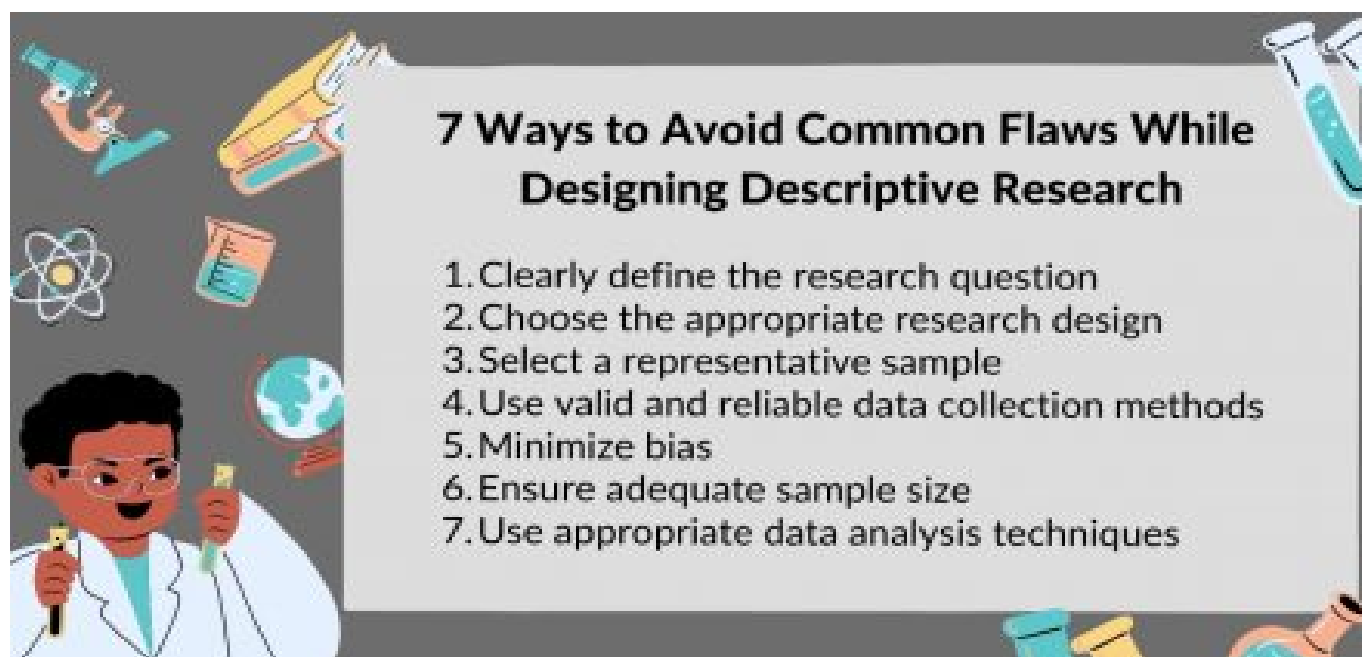 7 Ways to Avoid Common Flaws While
Designing Descriptive Research
1. Clearly define the research question
2. Choose the appropriate research design
3. Select a representative sample
4. Use valid and reliable data collection methods
5. Minimize bias
6. Ensure adequate sample size
7. Use appropriate data analysis techniques